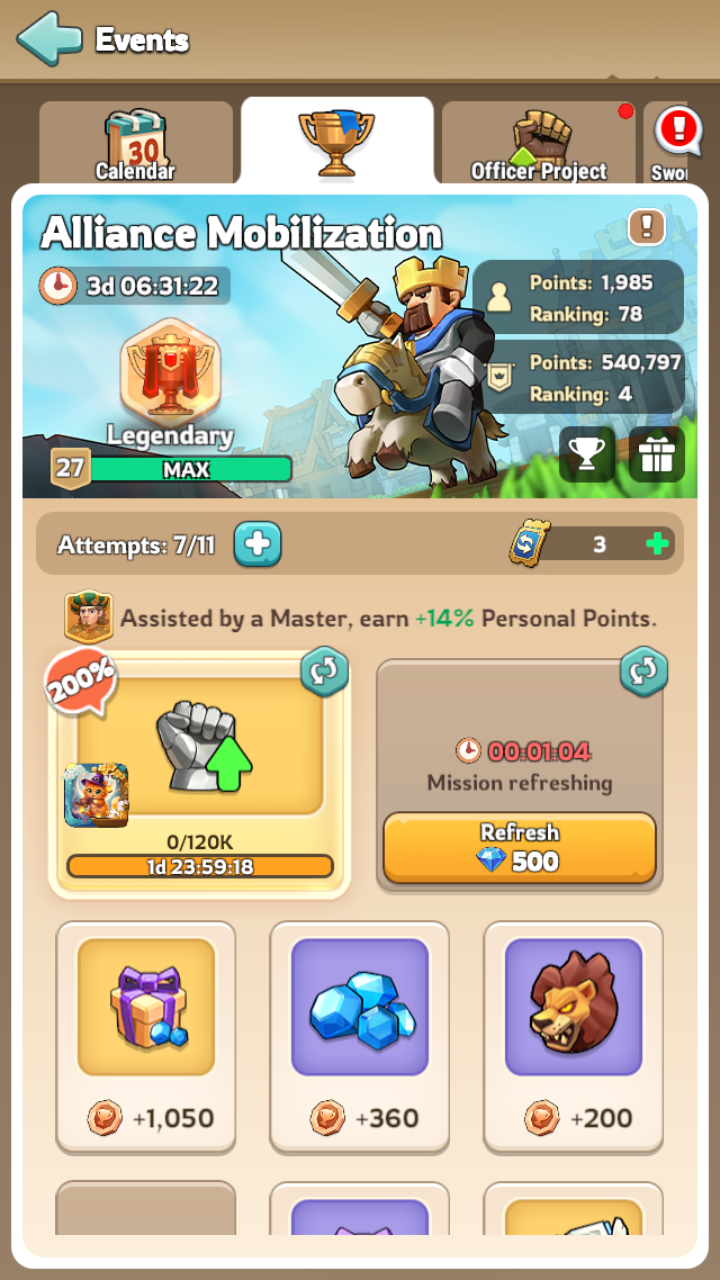 Events
30
Calendar
Officer Project
Alliance Mobilization
3d 06:31:22
Points: 1,985
Ranking: 78
Points: 540,797
Ranking: 4
Legendary
27
MAX
Attempts: 7/11
3
Assisted by a Master, earn +14% Personal Points.
200%
0/120K
1d 23:59:18
00:01:04
Mission refreshing
Refresh
500
+1,050
+360
+200